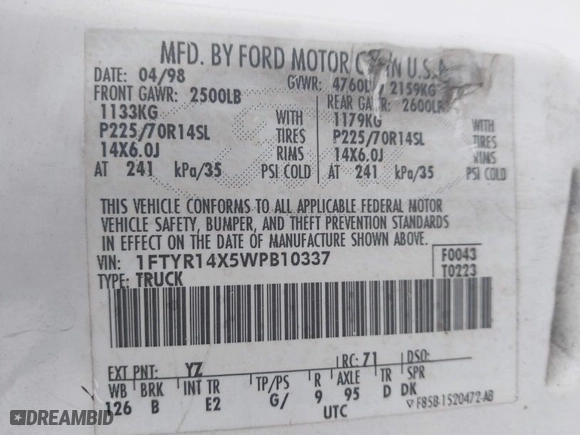 MFD. BY FORD MOTOR CO. IN U.S.A.
DATE: 04/98 GVWR: 4760L / 2159KG
FRONT GAWR: 2500LB REAR GAWR: 2600LB
1133KG WITH 1179KG WITH
P225/70R14SL TIRES P225/70R14SL TIRES
14X6.0J RIMS 14X6.0J RIMS
AT 241 kPa/35 PSI COLD AT 241 kPa/35 PSI COLD
THIS VEHICLE CONFORMS TO ALL APPLICABLE FEDERAL MOTOR
VEHICLE SAFETY, BUMPER, AND THEFT PREVENTION STANDARDS
IN EFFECT ON THE DATE OF MANUFACTURE SHOWN ABOVE.
VIN: 1FTYR14X5WPB10337 F0043
TYPE: TRUCK T0223
EXT PNT: YZ RC: 71 DSO:
WB BRK INT TR TP/PS R AXLE TR SPR
126 B E2 G/ 9 95 D DK
UTC F85B-1520472-AB
DREAMBID